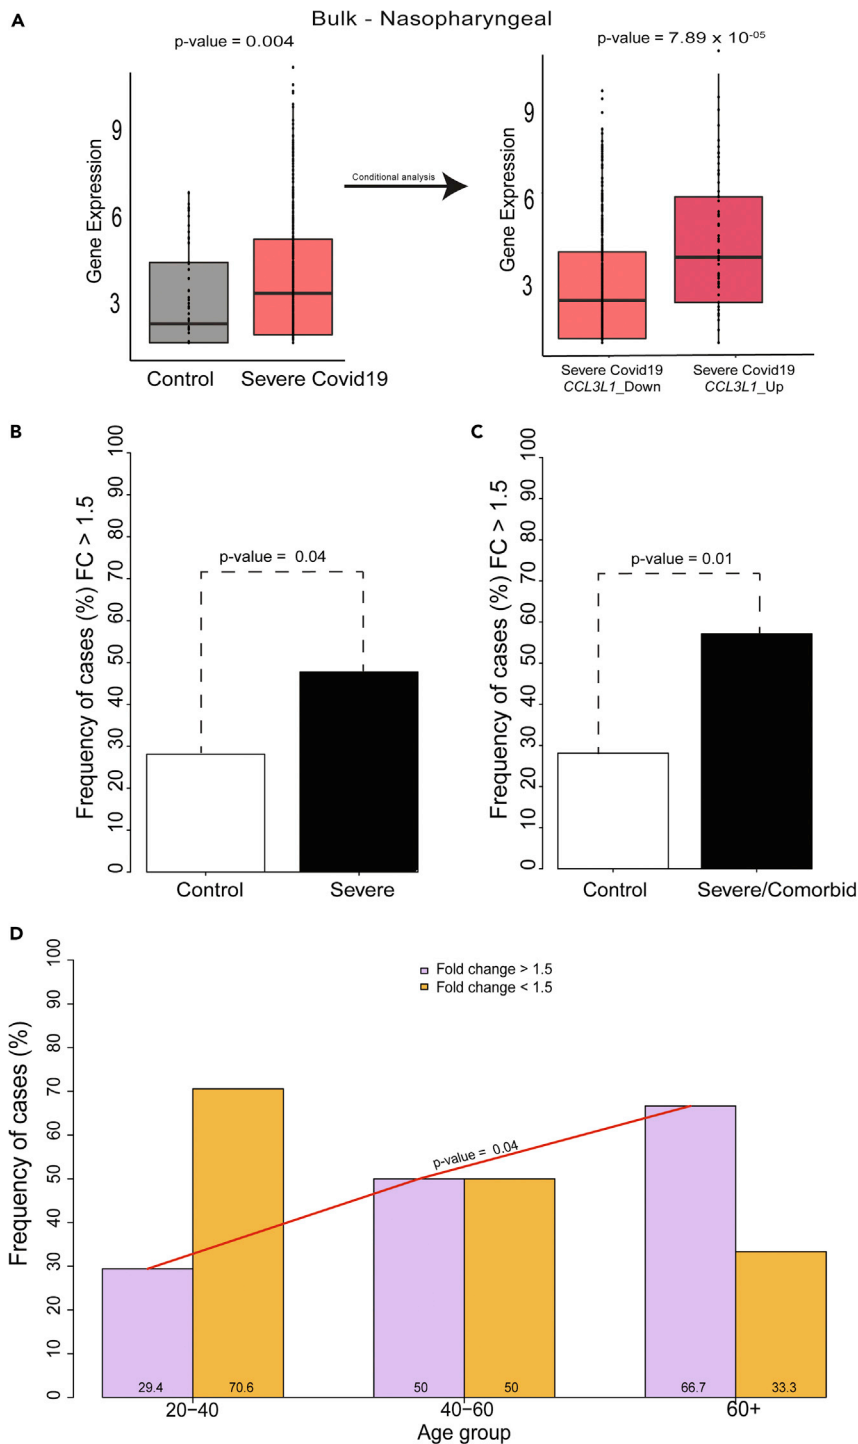 A
Bulk - Nasopharyngeal
p-value = 0.004
p-value = 7.89 x 10-05
Gene Expression
9
6
3
Conditional analysis
Gene Expression
9
6
3
Control
Severe Covid19
Severe Covid19
CCL3L1_Down
Severe Covid19
CCL3L1_Up
B
Frequency of cases (%) FC > 1.5
100
90
80
70
60
50
40
30
20
10
0
p-value = 0.04
Control
Severe
C
Frequency of cases (%) FC > 1.5
100
90
80
70
60
50
40
30
20
10
0
p-value = 0.01
Control
Severe/Comorbid
D
Frequency of cases (%)
100
90
80
70
60
50
40
30
20
10
0
Fold change > 1.5
Fold change < 1.5
p-value = 0.04
29.4
70.6
50
50
66.7
33.3
20-40
40-60
60+
Age group